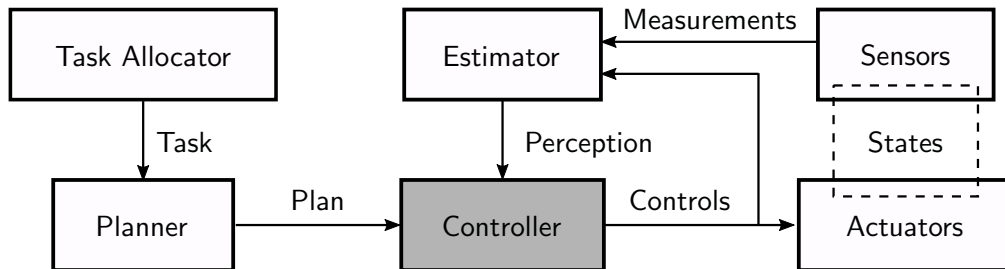 Measurements
Task Allocator
Estimator
Sensors
Task
Perception
States
Plan
Controls
Planner
Controller
Actuators